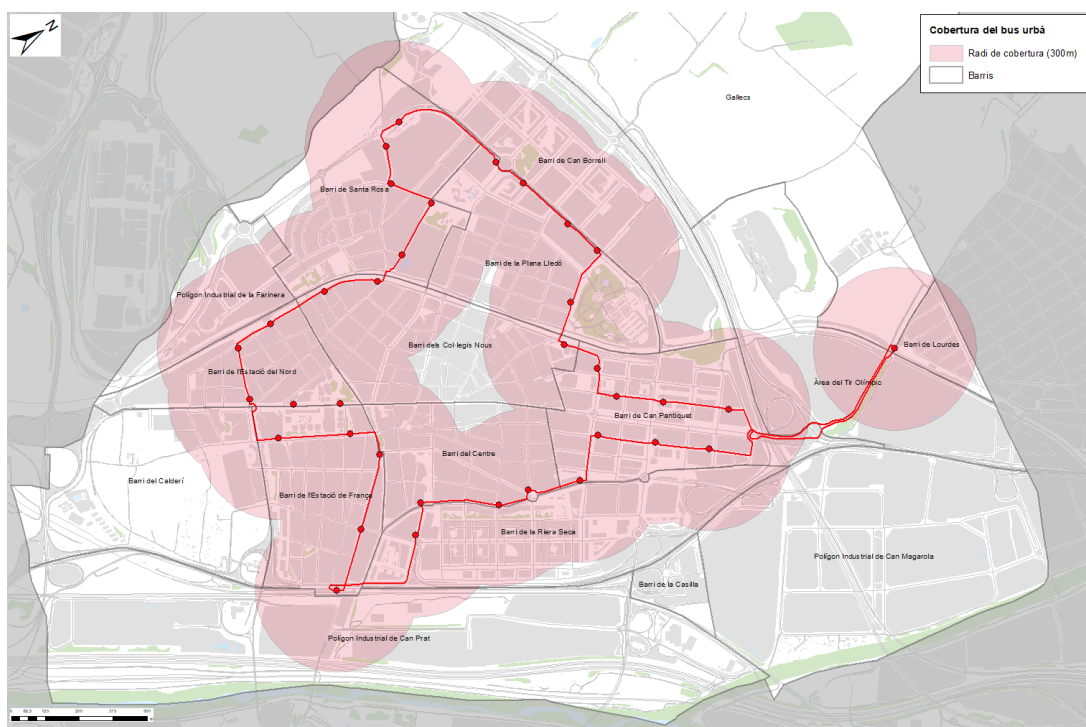 N
Cobertura del bus urbà
Radi de cobertura (300m)
Barris
Gallecs
Barri de Can Borrell
Barri de Santa Rosa
Barri de la Plana Lledó
Polígon Industrial de la Farinera
Barri dels Col·legis Nous
Barri de Lourdes
Barri de l'Estació del Nord
Àrea del Tir Olímpic
Barri de Can Pantiquet
Barri del Centre
Barri del Calderí
Barri de l'Estació de França
Barri de la Riera Seca
Polígon Industrial de Can Magarola
Barri de la Casilla
Polígon Industrial de Can Prat